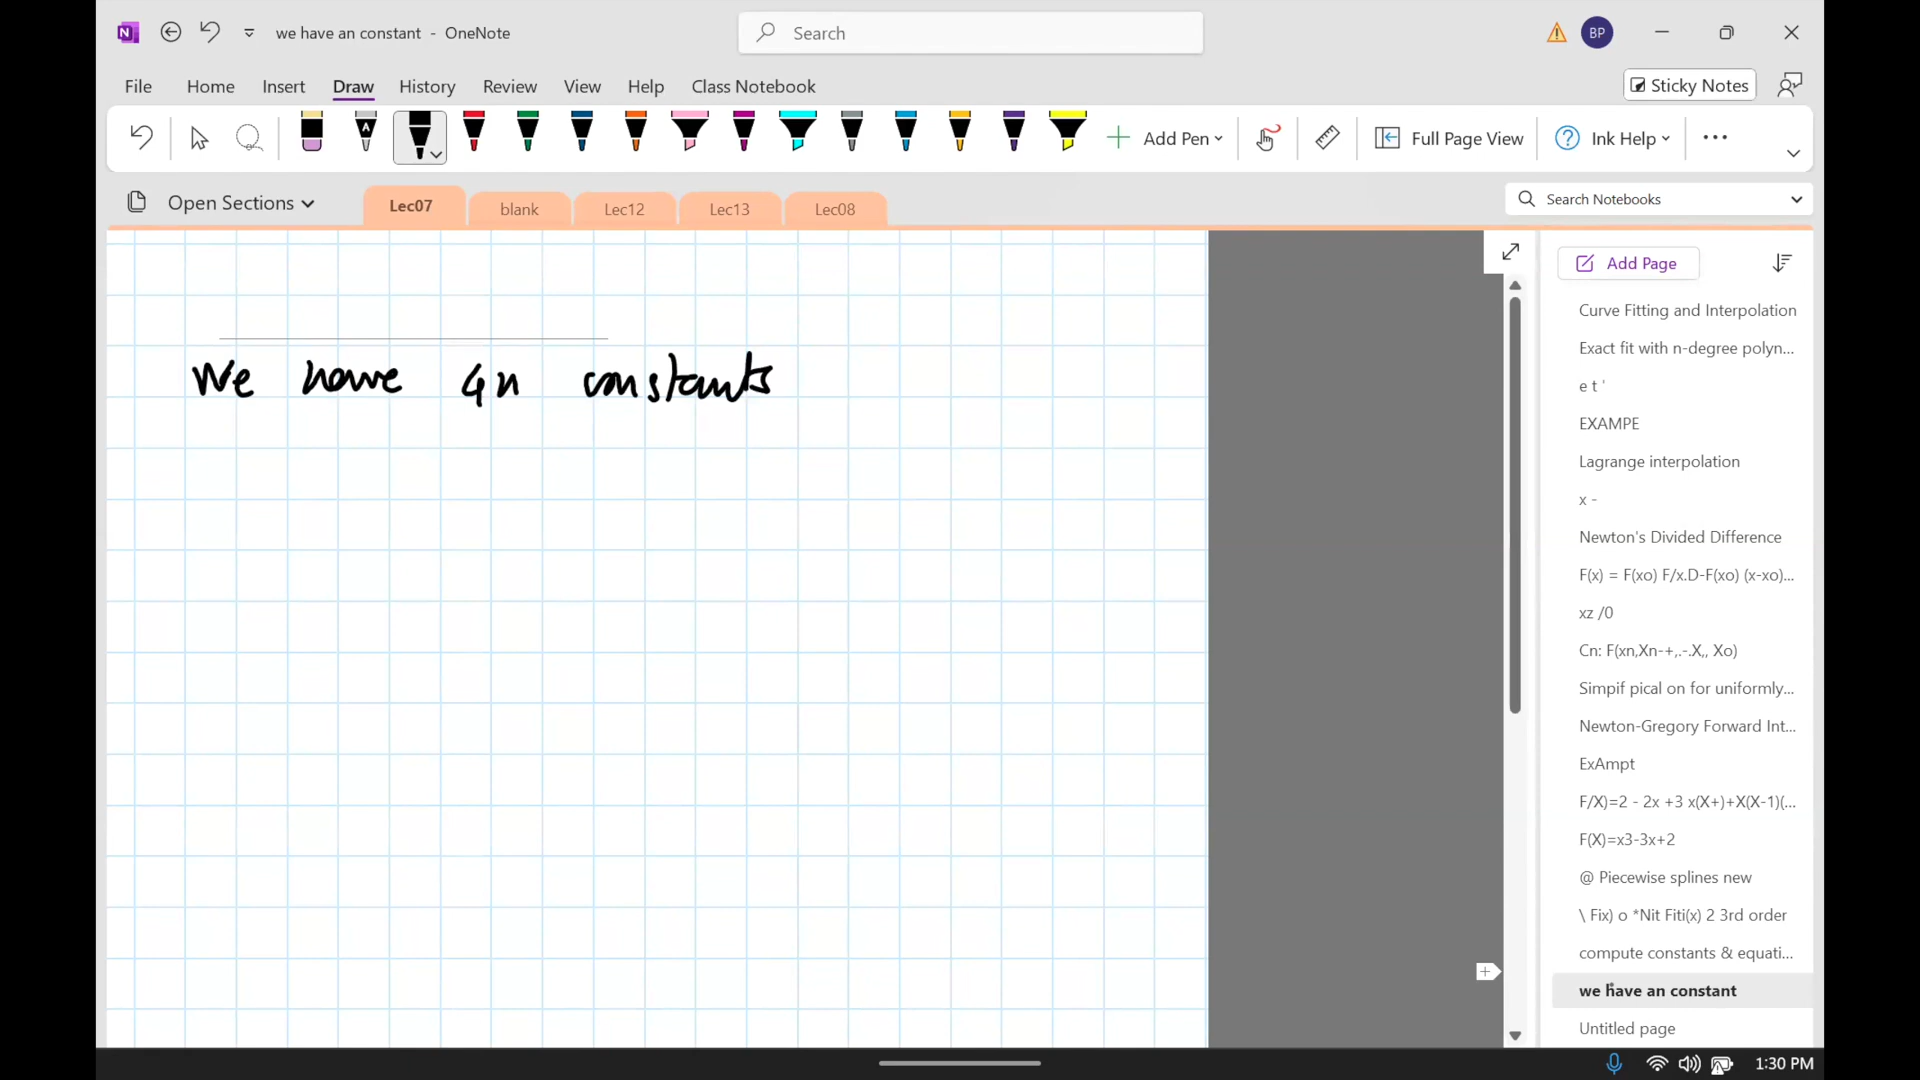 we have an constant - OneNote
Search
BP
File Home Insert Draw History Review View Help Class Notebook
Sticky Notes
A
Add Pen
Full Page View
Ink Help
Open Sections
Lec07 blank Lec12 Lec13 Lec08
Search Notebooks
We have 4n constants
Add Page
Curve Fitting and Interpolation
Exact fit with n-degree polyn...
e t '
EXAMPE
Lagrange interpolation
x -
Newton's Divided Difference
F(x) = F(xo) F/x.D-F(xo) (x-xo)...
xz /0
Cn: F(xn,Xn-+,.-.X,, Xo)
Simpif pical on for uniformly...
Newton-Gregory Forward Int...
ExAmpt
F/X)=2 - 2x +3 x(X+)+X(X-1)(...
F(X)=x3-3x+2
@ Piecewise splines new
\ Fix) o *Nit Fiti(x) 2 3rd order
compute constants & equati...
we have an constant
Untitled page
1:30 PM